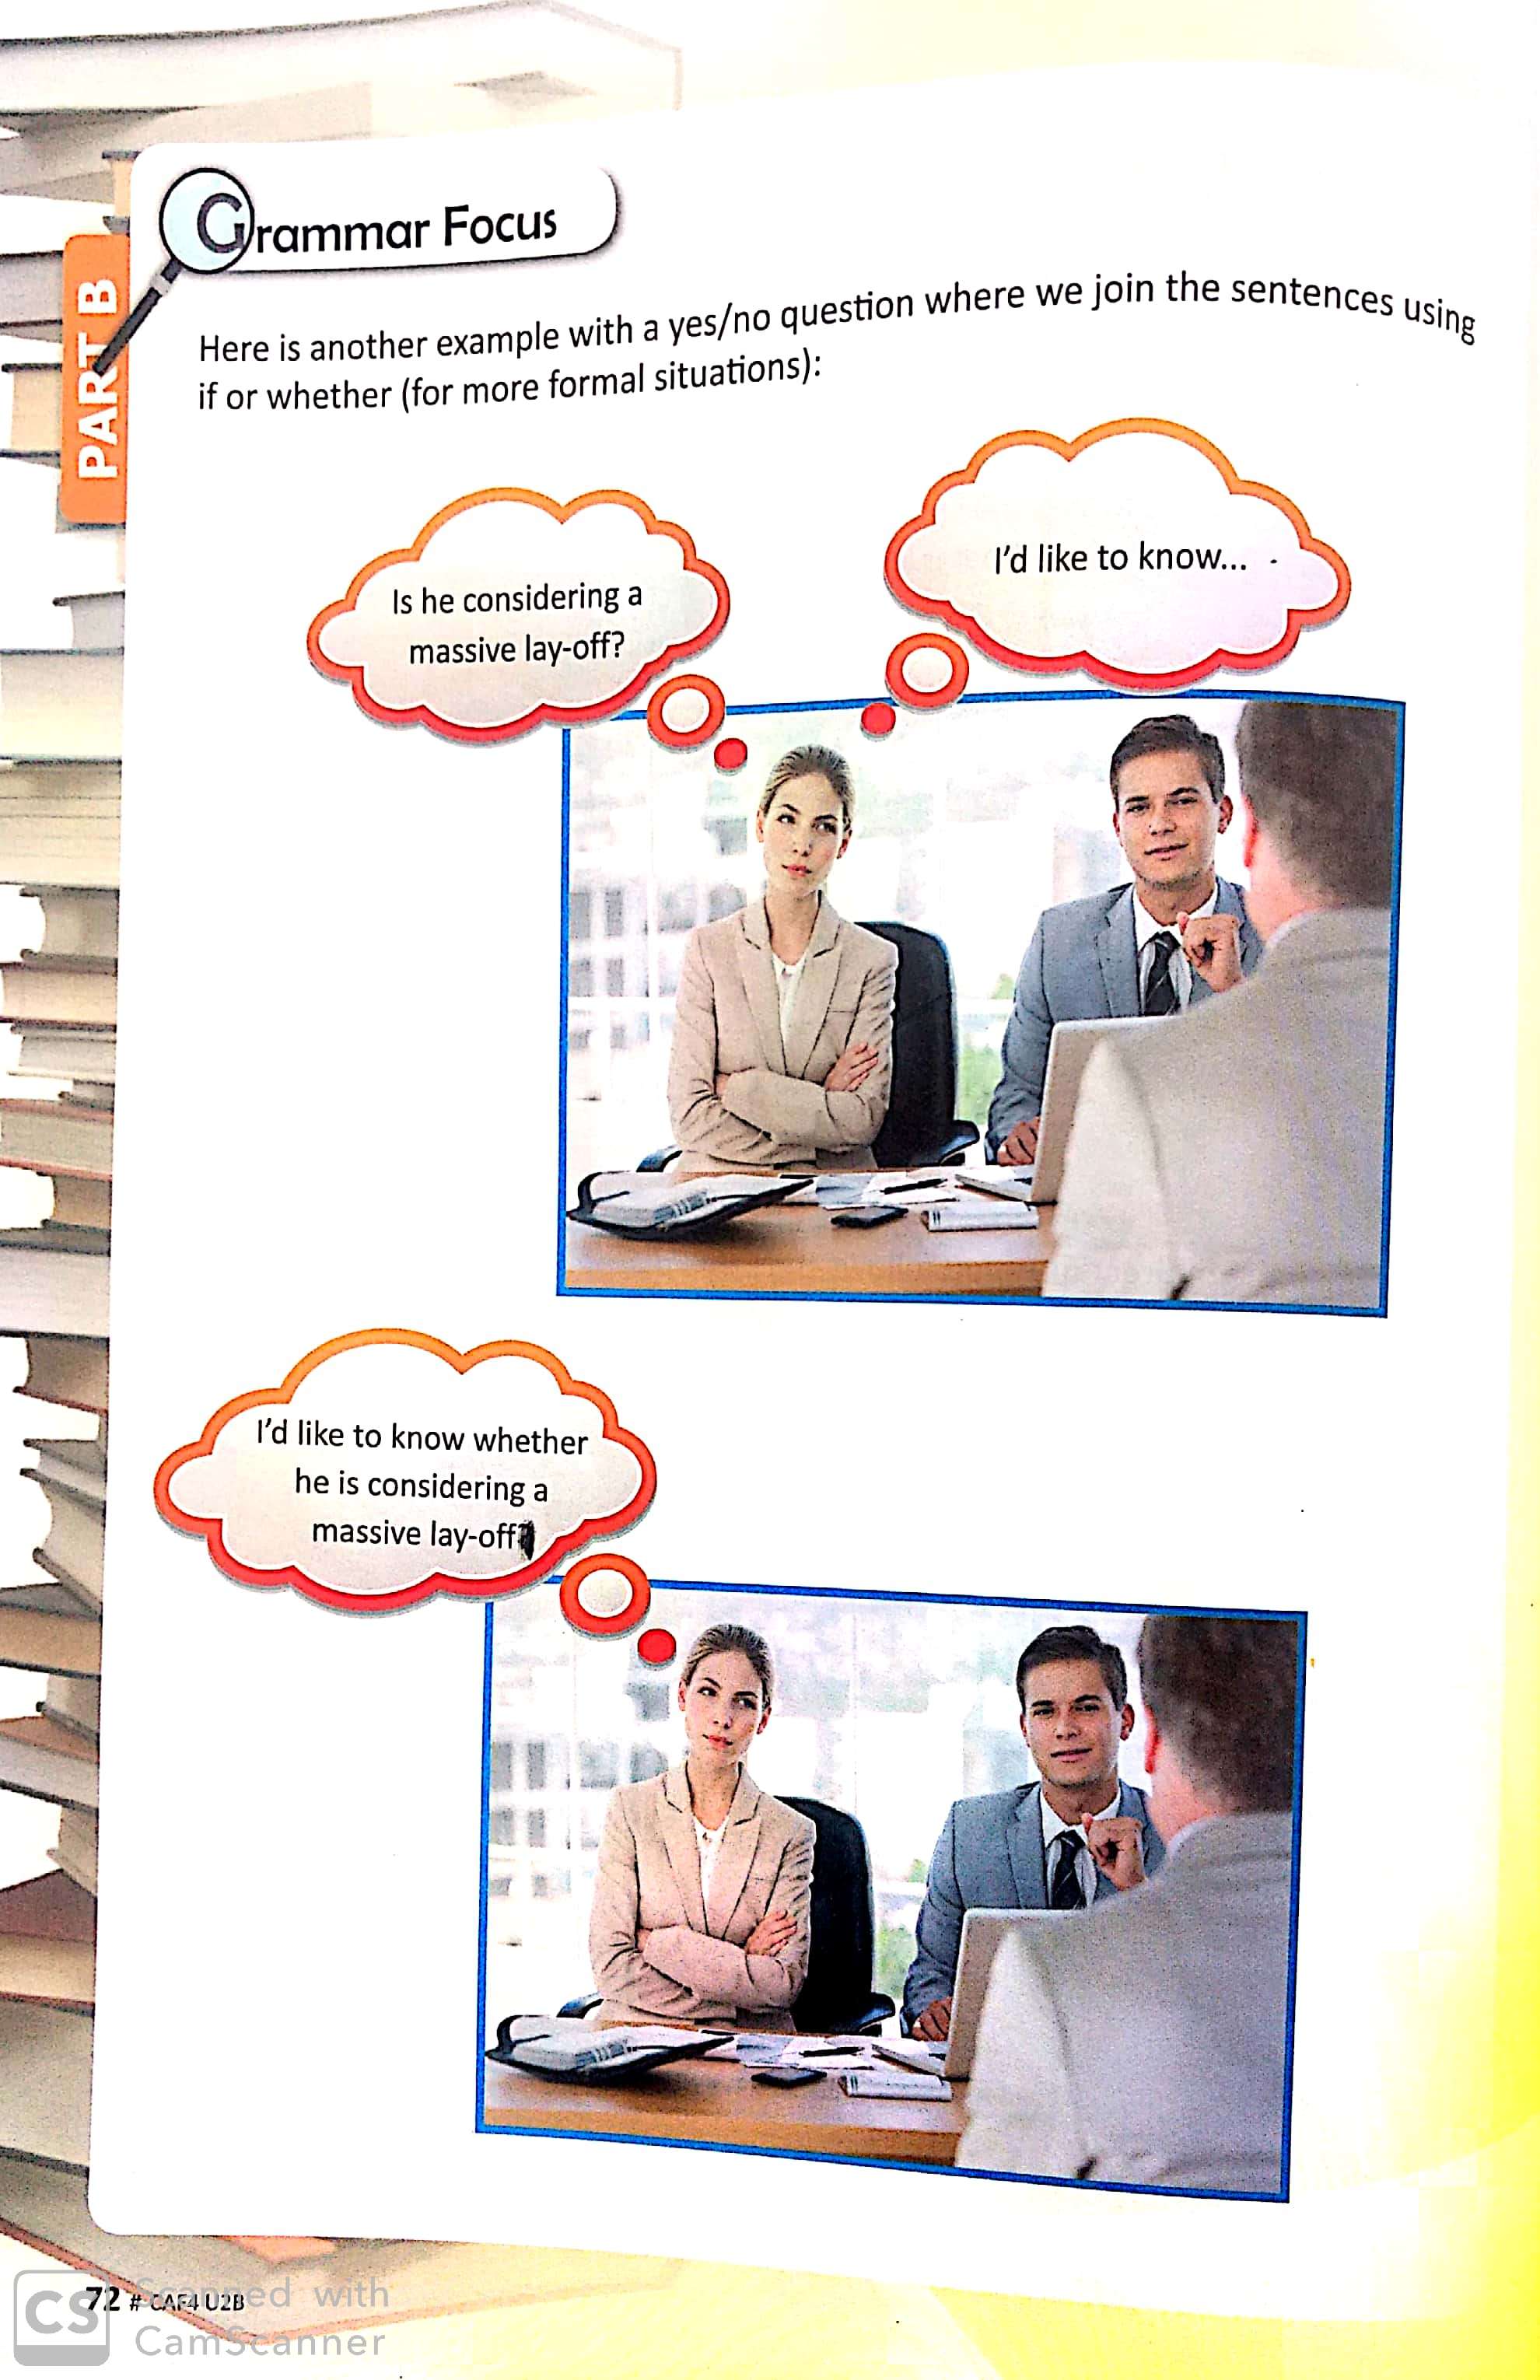 Grammar Focus
PART B
Here is another example with a yes/no question where we join the sentences using
if or whether (for more formal situations):
Is he considering a
massive lay-off?
I'd like to know...
I'd like to know whether
he is considering a
massive lay-off
72 # CAF4 U2B
CS
Scanned with
CamScanner